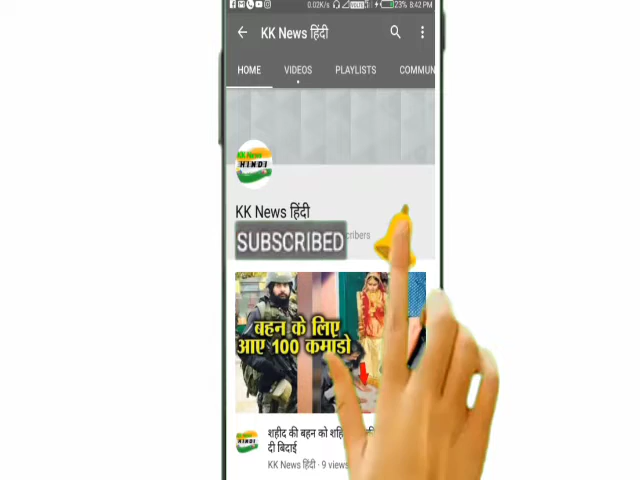 0.02K/s 23% 8:42 PM
KK News हिंदी
HOME VIDEOS PLAYLISTS COMMUN
KK News
HINDI
KK News हिंदी
SUBSCRIBED cribers
बहन के लिए
आए 100 कमांडो
शहीद की बहन को शहि
दी बिदाई
KK News हिंदी · 9 views